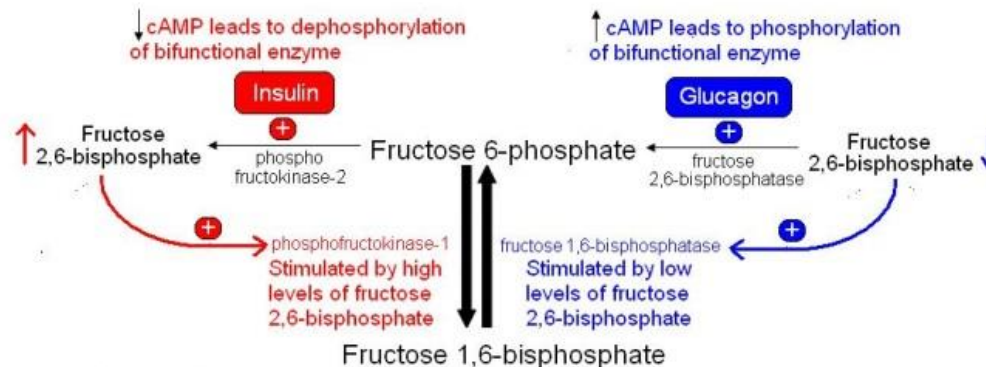 ↓ cAMP leads to dephosphorylation
of bifunctional enzyme
↑ cAMP leads to phosphorylation
of bifunctional enzyme
Insulin
Glucagon
+
+
↑ Fructose
2,6-bisphosphate
phospho
fructokinase-2
Fructose 6-phosphate
fructose
2,6-bisphosphatase
Fructose
2,6-bisphosphate
+
+
phosphofructokinase-1
Stimulated by high
levels of fructose
2,6-bisphosphate
fructose 1,6-bisphosphatase
Stimulated by low
levels of fructose
2,6-bisphosphate
Fructose 1,6-bisphosphate